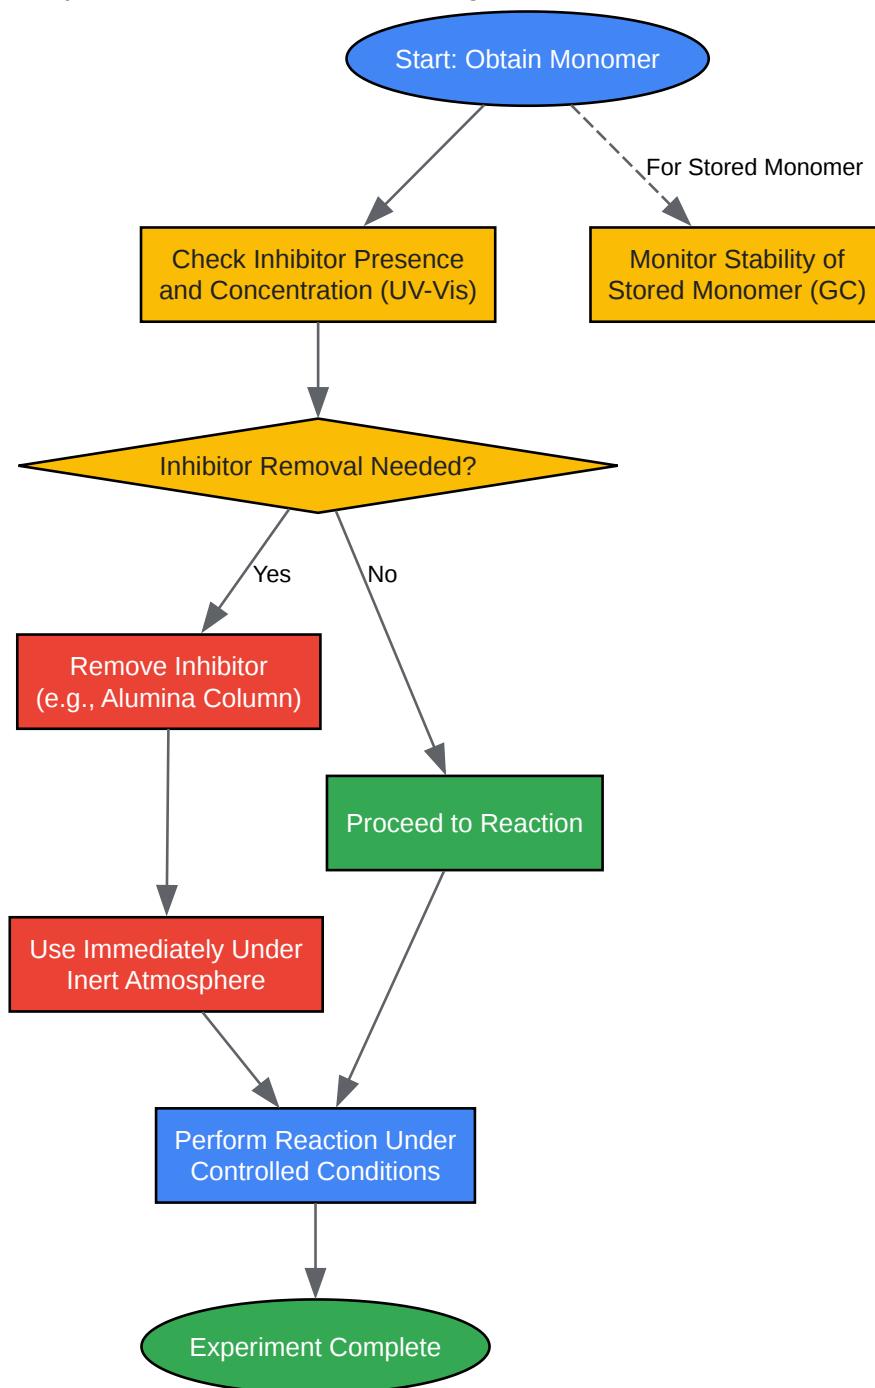 Start: Obtain Monomer
For Stored Monomer
Check Inhibitor Presence
and Concentration (UV-Vis)
Monitor Stability of
Stored Monomer (GC)
Inhibitor Removal Needed?
Yes
No
Remove Inhibitor
(e.g., Alumina Column)
Proceed to Reaction
Use Immediately Under
Inert Atmosphere
Perform Reaction Under
Controlled Conditions
Experiment Complete